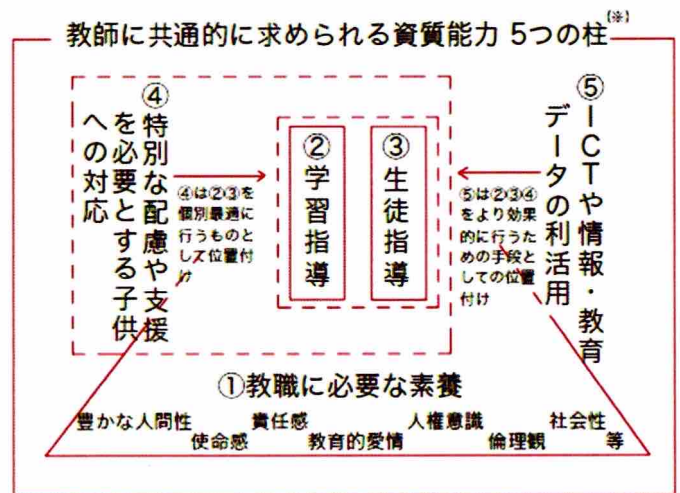 教師に共通的に求められる資質能力 5つの柱(※)
④特別な配慮や支援
を必要とする子供
への対応
④は②③を
個別最適に
行うものと
して位置付
け
②学習指導
③生徒指導
⑤は②③④
をより効果
的に行うた
めの手段と
しての位置
付け
⑤ICTや情報・教育
データの利活用
①教職に必要な素養
豊かな人間性 責任感 人権意識 社会性
使命感 教育的愛情 倫理観 等